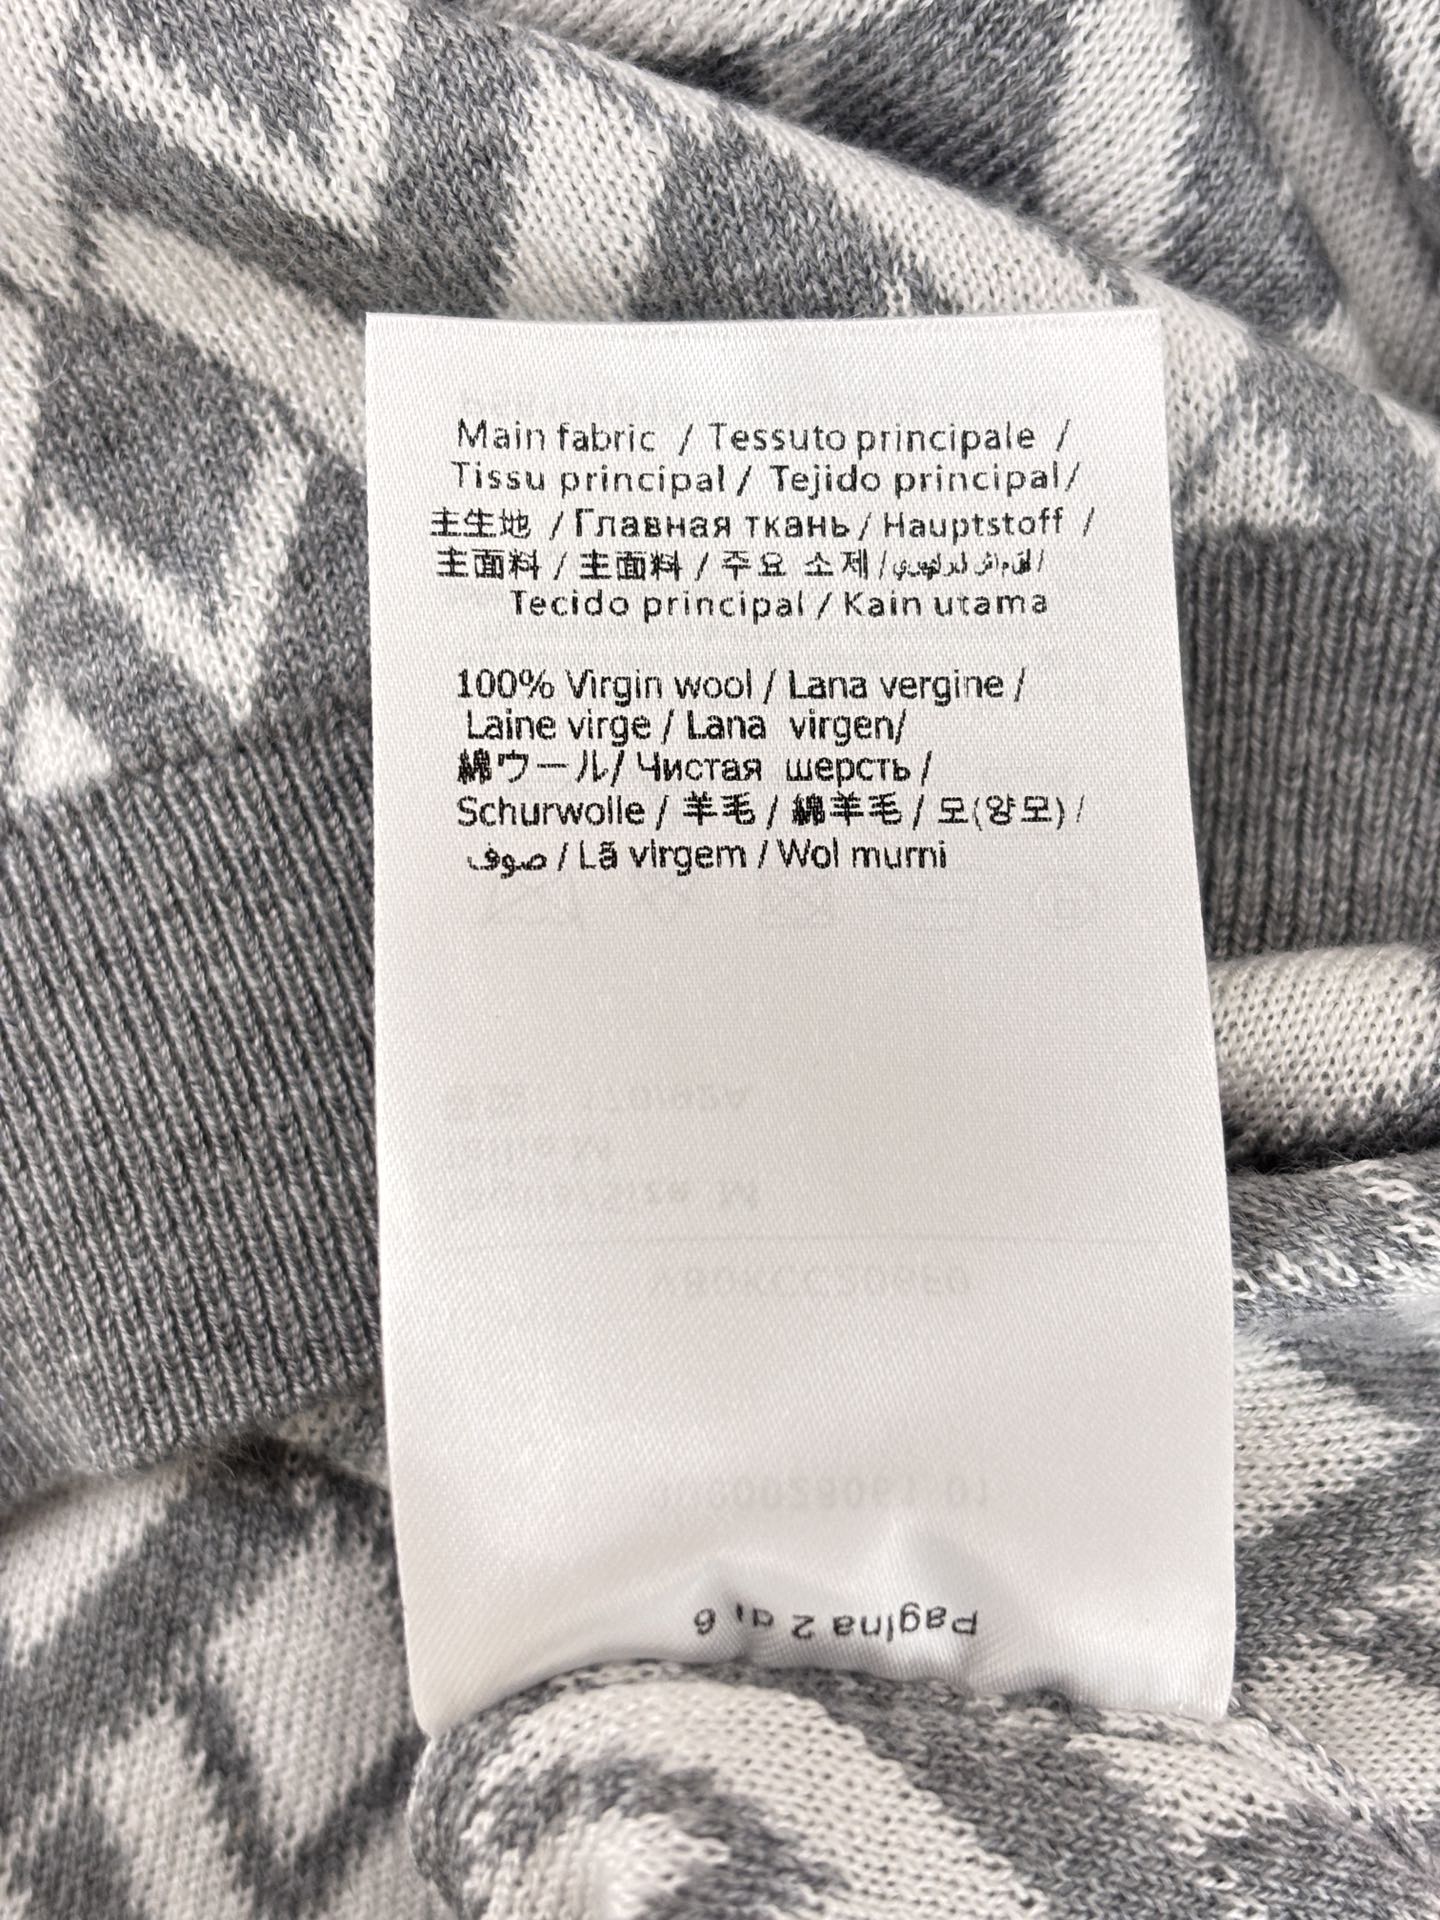 Main fabric / Tessuto principale /
Tissu principal / Tejido principal/
主生地 / Главная ткань / Hauptstoff /
主面料 / 主面料 / 주요 소제 /
Tecido principal / Kain utama
100% Virgin wool / Lana vergine /
Laine virge / Lana virgen/
綿ウール/ Чистая шерсть /
Schurwolle / 羊毛 / 綿羊毛 / 모(양모) /
صوف / Lã virgem / Wol murni
Pagina 2 di 6